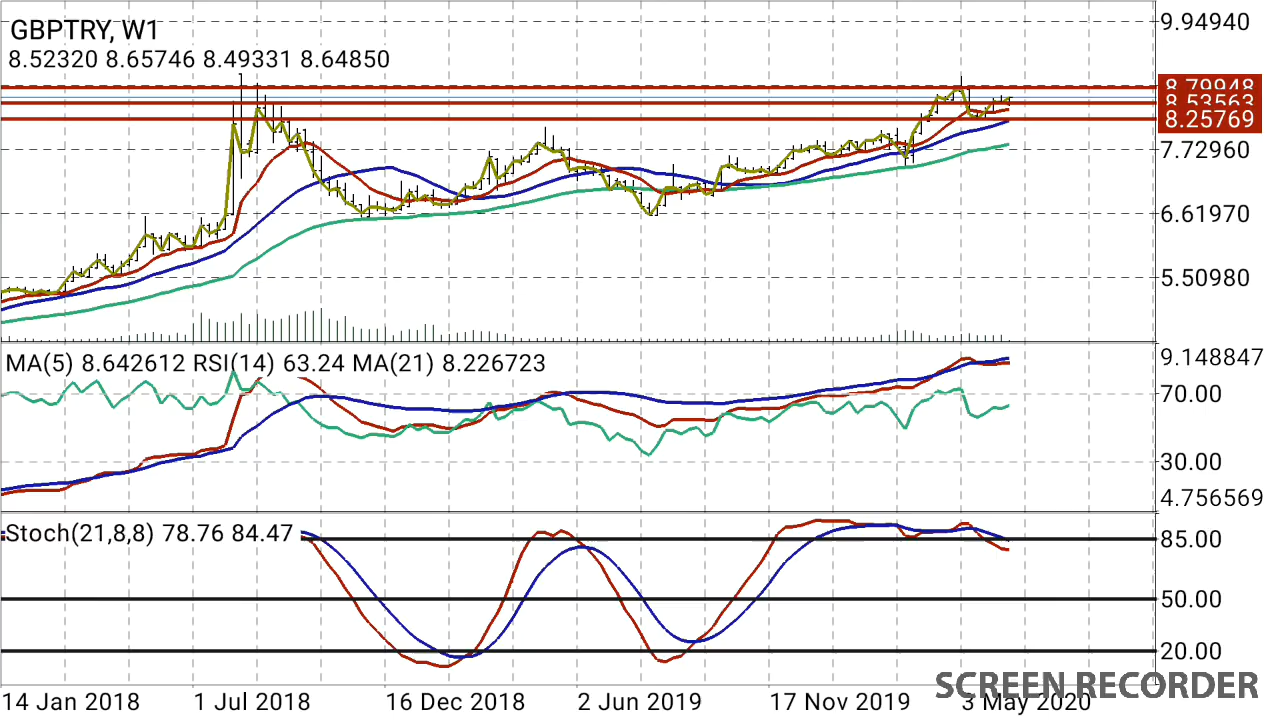 GBPTRY, W1
8.52320 8.65746 8.49331 8.64850
9.94940
8.79948
8.53563
8.25769
7.72960
6.61970
5.50980
MA(5) 8.642612 RSI(14) 63.24 MA(21) 8.226723
9.148847
70.00
30.00
4.756569
Stoch(21,8,8) 78.76 84.47
85.00
50.00
20.00
14 Jan 2018 1 Jul 2018 16 Dec 2018 2 Jun 2019 17 Nov 2019 3 May 2020
SCREEN RECORDER